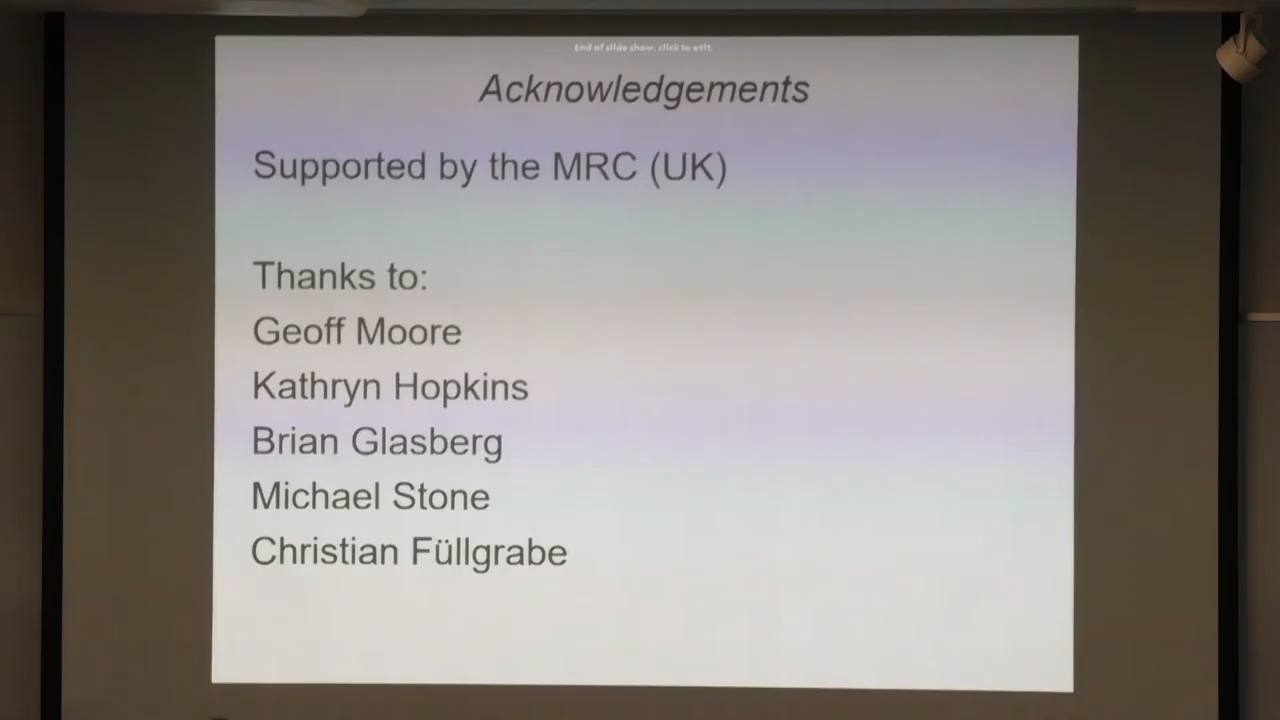 End of slide show, click to exit.
Acknowledgements
Supported by the MRC (UK)
Thanks to:
Geoff Moore
Kathryn Hopkins
Brian Glasberg
Michael Stone
Christian Füllgrabe